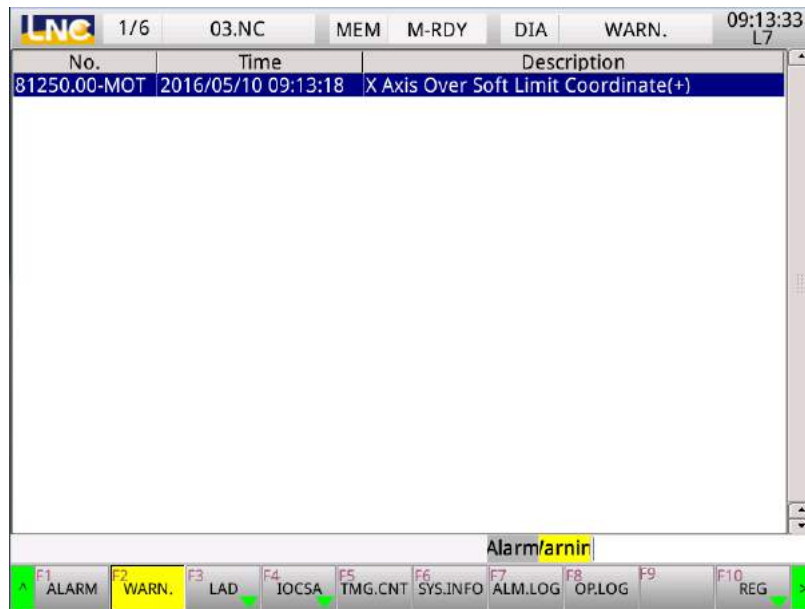 LNC 1/6 03.NC MEM M-RDY DIA WARN. 09:13:33
L7
No. Time Description
81250.00-MOT 2016/05/10 09:13:18 X Axis Over Soft Limit Coordinate(+)
Alarm/arnin
F1 F2 F3 F4 F5 F6 F7 F8 F9 F10
^ ALARM WARN. LAD IOCSA TMG.CNT SYS.INFO ALM.LOG OP.LOG REG >